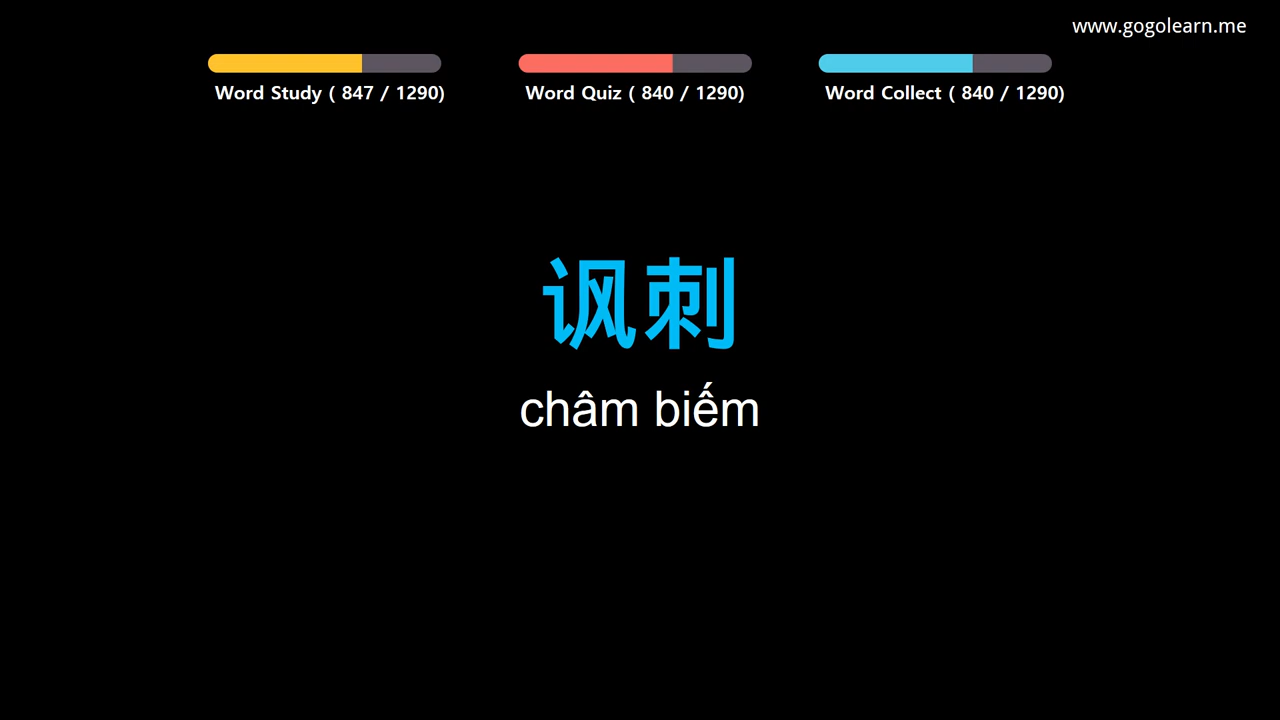 www.gogolearn.me
Word Study ( 847 / 1290)
Word Quiz ( 840 / 1290)
Word Collect ( 840 / 1290)
讽刺
châm biếm